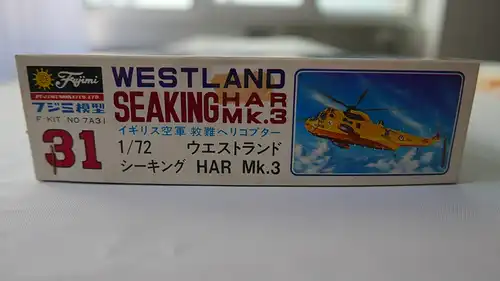 Fujimi
フジミ模型
F-KIT NO 7A31
31
WESTLAND
SEAKING HAR Mk.3
イギリス空軍 救難ヘリコプター
1/72 ウエストランド
シーキング HAR Mk.3